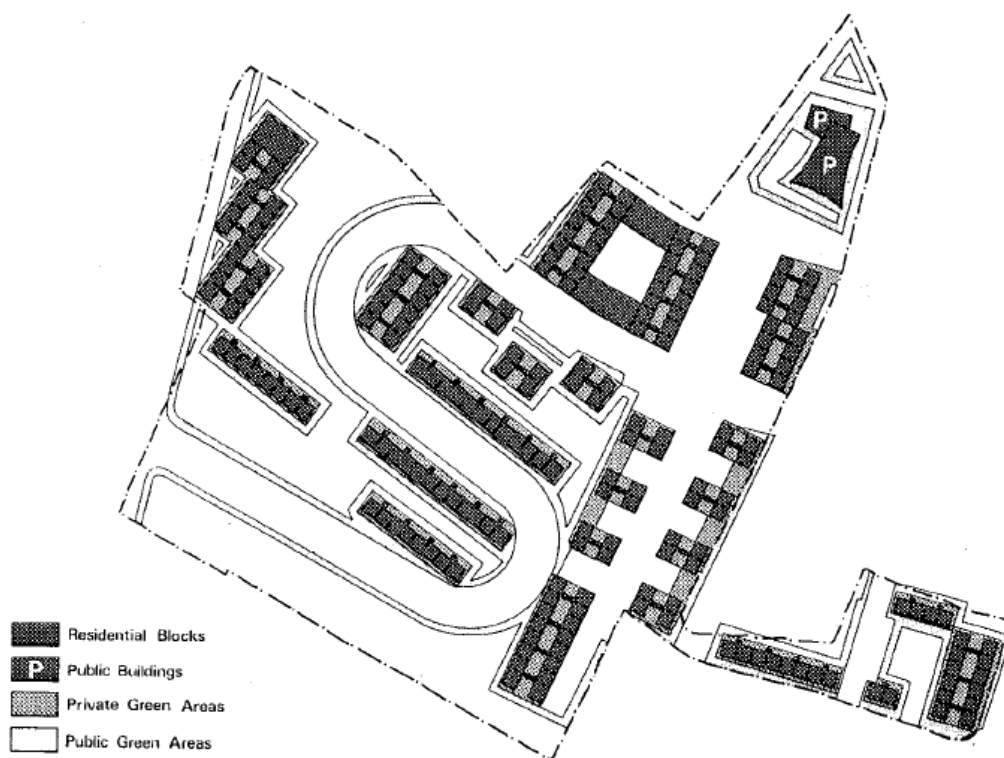 P
P
Residential Blocks
P Public Buildings
Private Green Areas
Public Green Areas